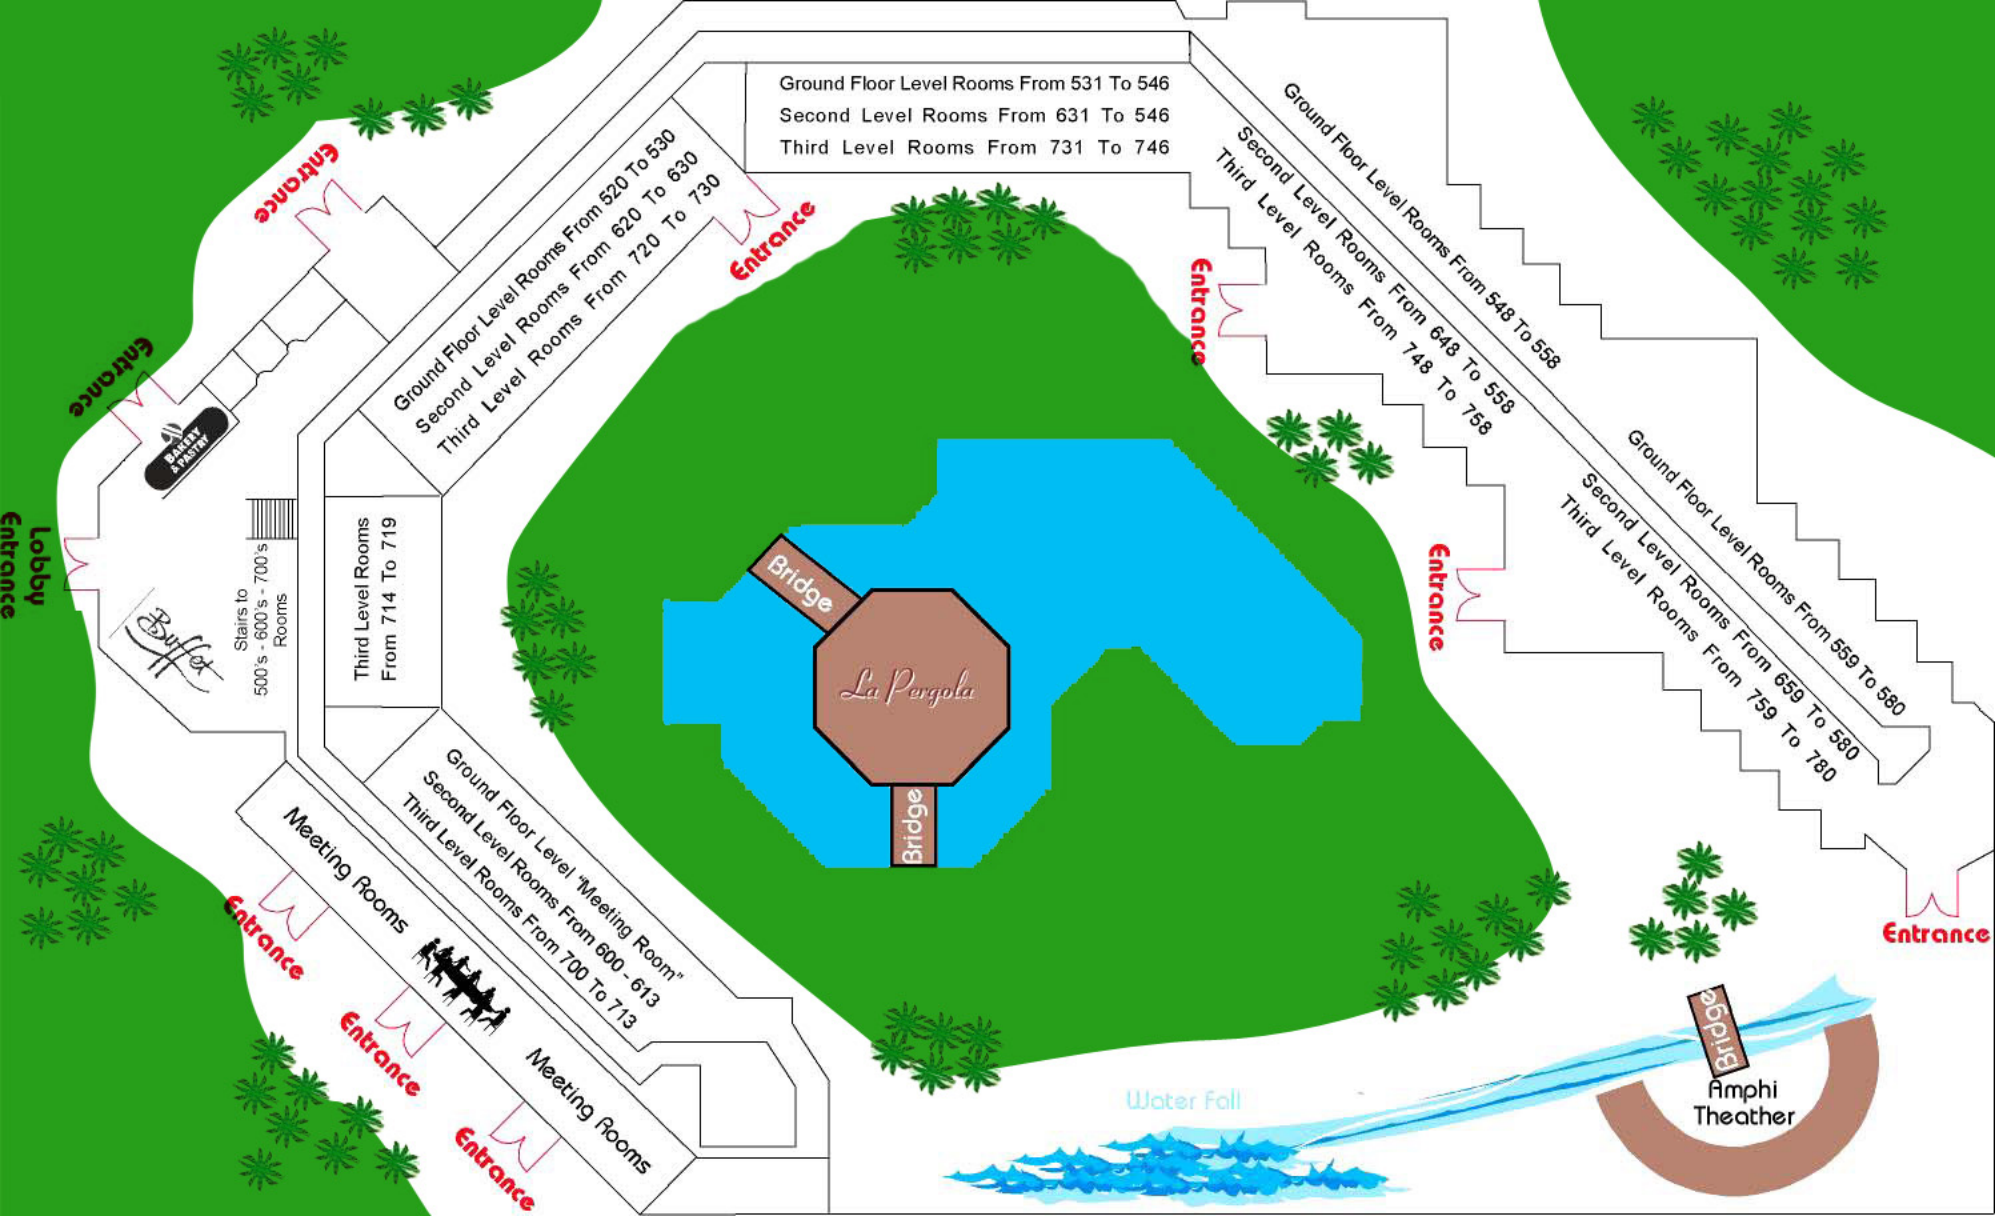 Ground Floor Level Rooms From 531 To 546
Second Level Rooms From 631 To 546
Third Level Rooms From 731 To 746
Ground Floor Level Rooms From 520 To 530
Second Level Rooms From 620 To 630
Third Level Rooms From 720 To 730
Entrance
Entrance
Entrance
Ground Floor Level Rooms From 548 To 558
Second Level Rooms From 648 To 558
Third Level Rooms From 748 To 758
Entrance
Entrance
BAKERY
& PASTRY
Lobby
Entrance
Buffet
Stairs to
500's - 600's - 700's
Rooms
Third Level Rooms
From 714 To 719
Bridge
La Pergola
Bridge
Ground Floor Level Rooms From 559 To 580
Second Level Rooms From 659 To 580
Third Level Rooms From 759 To 780
Entrance
Entrance
Ground Floor Level "Meeting Room"
Second Level Rooms From 600 - 613
Third Level Rooms From 700 To 713
Meeting Rooms
Meeting Rooms
Entrance
Entrance
Entrance
Water Fall
Bridge
Amphi
Theather